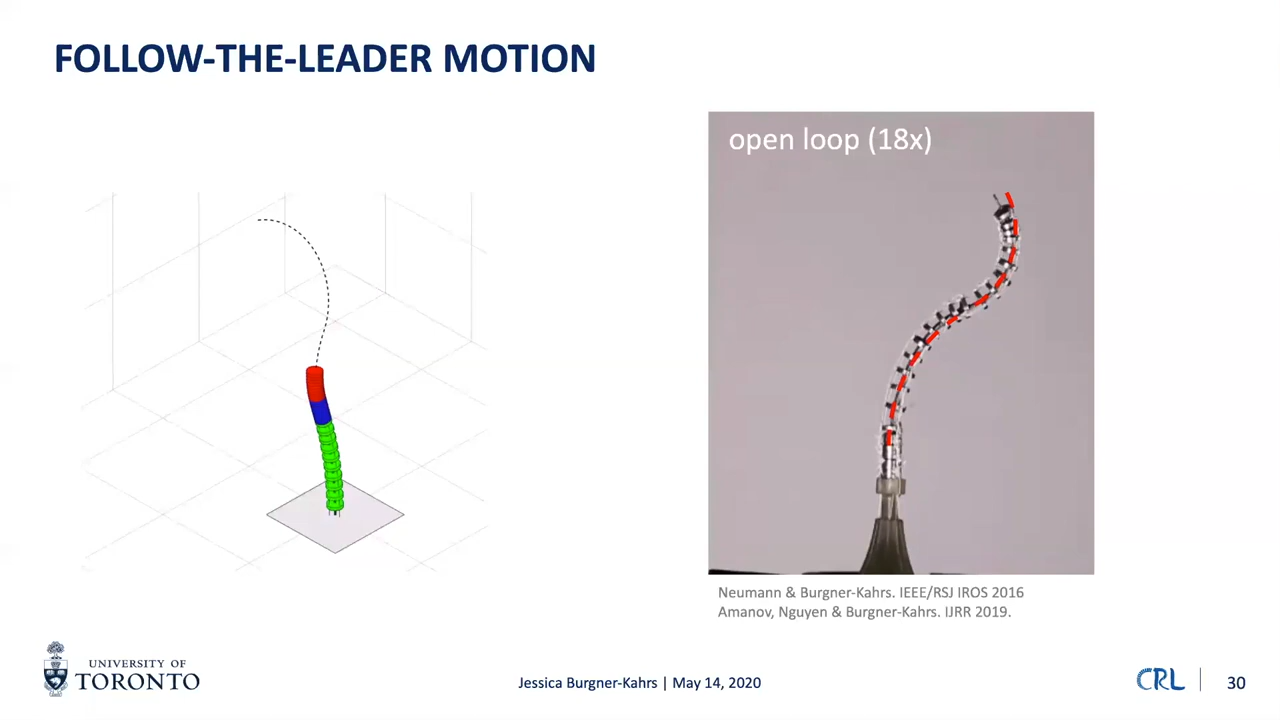 FOLLOW-THE-LEADER MOTION
open loop (18x)
Neumann & Burgner-Kahrs. IEEE/RSJ IROS 2016
Amanov, Nguyen & Burgner-Kahrs. IJRR 2019.
UNIVERSITY OF
TORONTO
Jessica Burgner-Kahrs | May 14, 2020
CRL
30